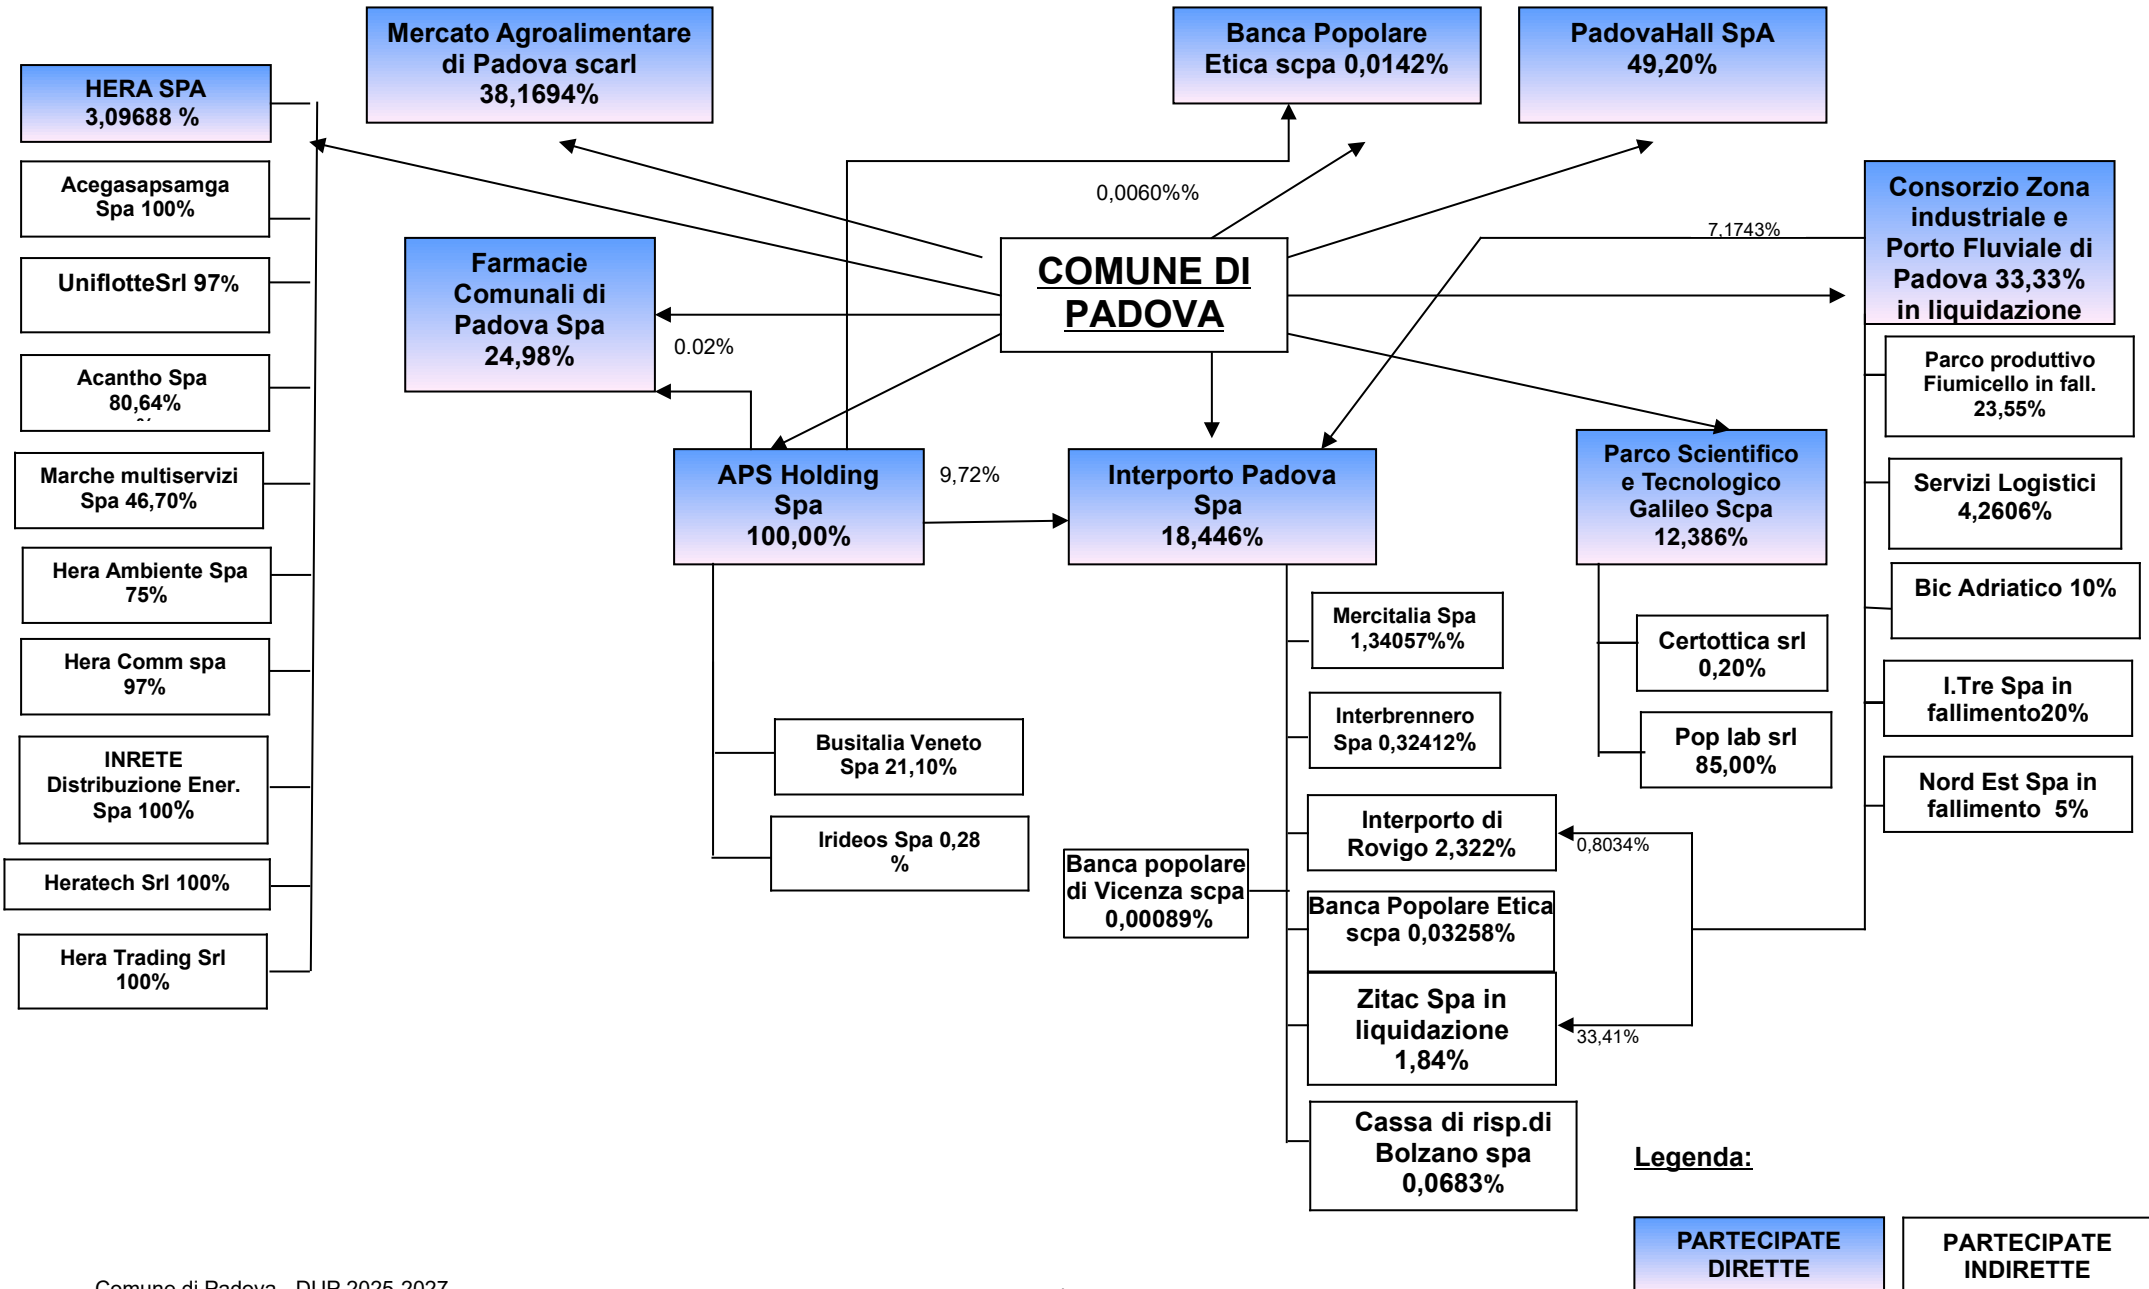 Mercato Agroalimentare
di Padova scarl
38,1694%
Banca Popolare
Etica scpa 0,0142%
PadovaHall SpA
49,20%
HERA SPA
3,09688 %
Acegasapsamga
Spa 100%
UniflotteSrl 97%
Acantho Spa
80,64%
Marche multiservizi
Spa 46,70%
Hera Ambiente Spa
75%
Hera Comm spa
97%
INRETE
Distribuzione Ener.
Spa 100%
Heratech Srl 100%
Hera Trading Srl
100%
0,0060%%
7,1743%
Farmacie
Comunali di
Padova Spa
24,98%
0.02%
COMUNE DI
PADOVA
Consorzio Zona
industriale e
Porto Fluviale di
Padova 33,33%
in liquidazione
APS Holding
Spa
100,00%
9,72%
Interporto Padova
Spa
18,446%
Parco Scientifico
e Tecnologico
Galileo Scpa
12,386%
Parco produttivo
Fiumicello in fall.
23,55%
Servizi Logistici
4,2606%
Bic Adriatico 10%
I.Tre Spa in
fallimento20%
Nord Est Spa in
fallimento 5%
Busitalia Veneto
Spa 21,10%
Irideos Spa 0,28
%
Mercitalia Spa
1,34057%%
Interbrennero
Spa 0,32412%
Interporto di
Rovigo 2,322%
0,8034%
Banca popolare
di Vicenza scpa
0,00089%
Banca Popolare Etica
scpa 0,03258%
Zitac Spa in
liquidazione
1,84%
33,41%
Cassa di risp.di
Bolzano spa
0,0683%
Certottica srl
0,20%
Pop lab srl
85,00%
Legenda:
PARTECIPATE
DIRETTE
PARTECIPATE
INDIRETTE
Comune di Padova - DUP 2025-2027